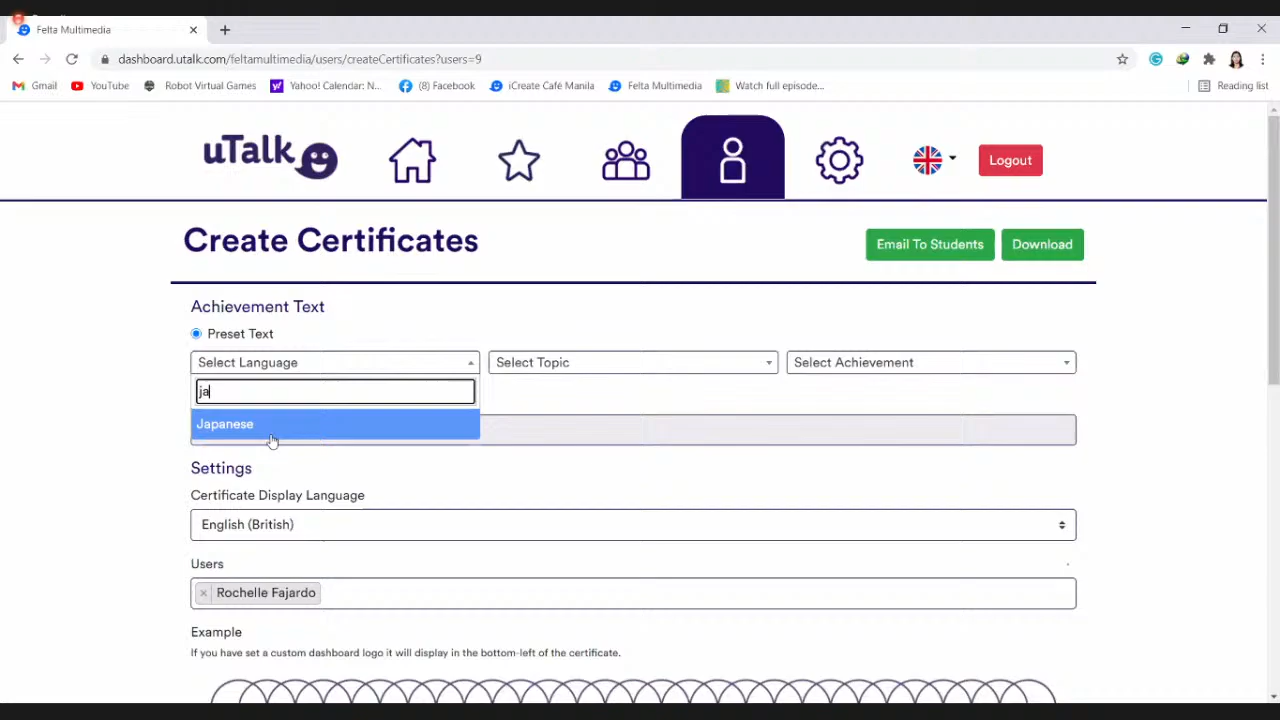 Felta Multimedia
dashboard.utalk.com/feltamultimedia/users/createCertificates?users=9
Gmail YouTube Robot Virtual Games Yahoo! Calendar: N... (8) Facebook iCreate Café Manila Felta Multimedia Watch full episode... Reading list
uTalk Logout
Create Certificates Email To Students Download
Achievement Text
Preset Text
Select Language Select Topic Select Achievement
ja
Japanese
Settings
Certificate Display Language
English (British)
Users
× Rochelle Fajardo
Example
If you have set a custom dashboard logo it will display in the bottom-left of the certificate.